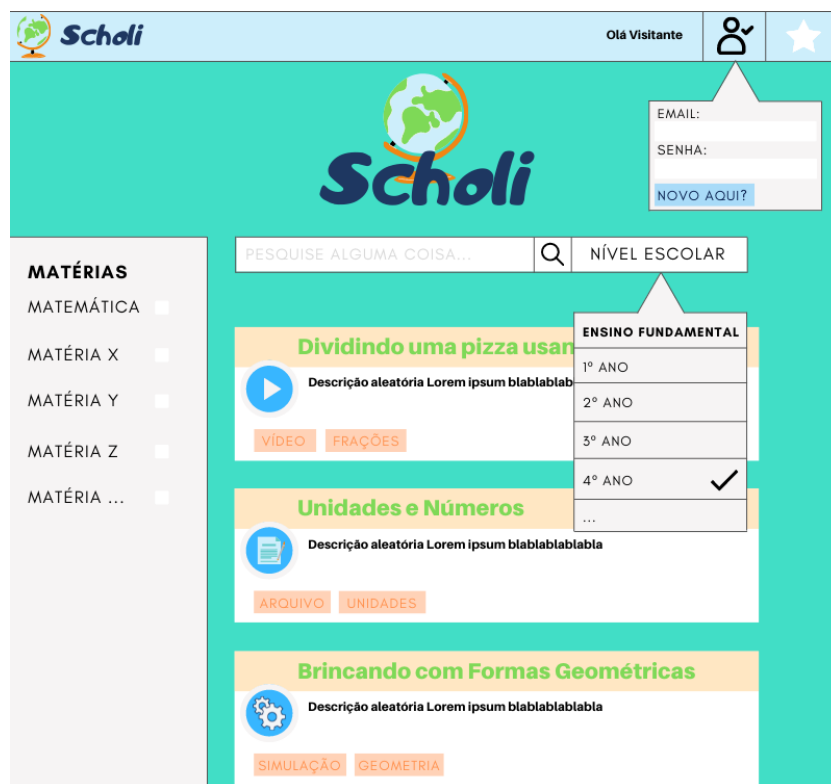 Scholi
Olá Visitante
EMAIL:
SENHA:
NOVO AQUI?
Scholi
PESQUISE ALGUMA COISA...
NÍVEL ESCOLAR
MATÉRIAS
MATEMÁTICA
MATÉRIA X
MATÉRIA Y
MATÉRIA Z
MATÉRIA ...
ENSINO FUNDAMENTAL
1º ANO
2º ANO
3º ANO
4º ANO
...
Dividindo uma pizza usan
Descrição aleatória Lorem ipsum blablablab
VÍDEO FRAÇÕES
Unidades e Números
Descrição aleatória Lorem ipsum blablablablabla
ARQUIVO UNIDADES
Brincando com Formas Geométricas
Descrição aleatória Lorem ipsum blablablablabla
SIMULAÇÃO GEOMETRIA